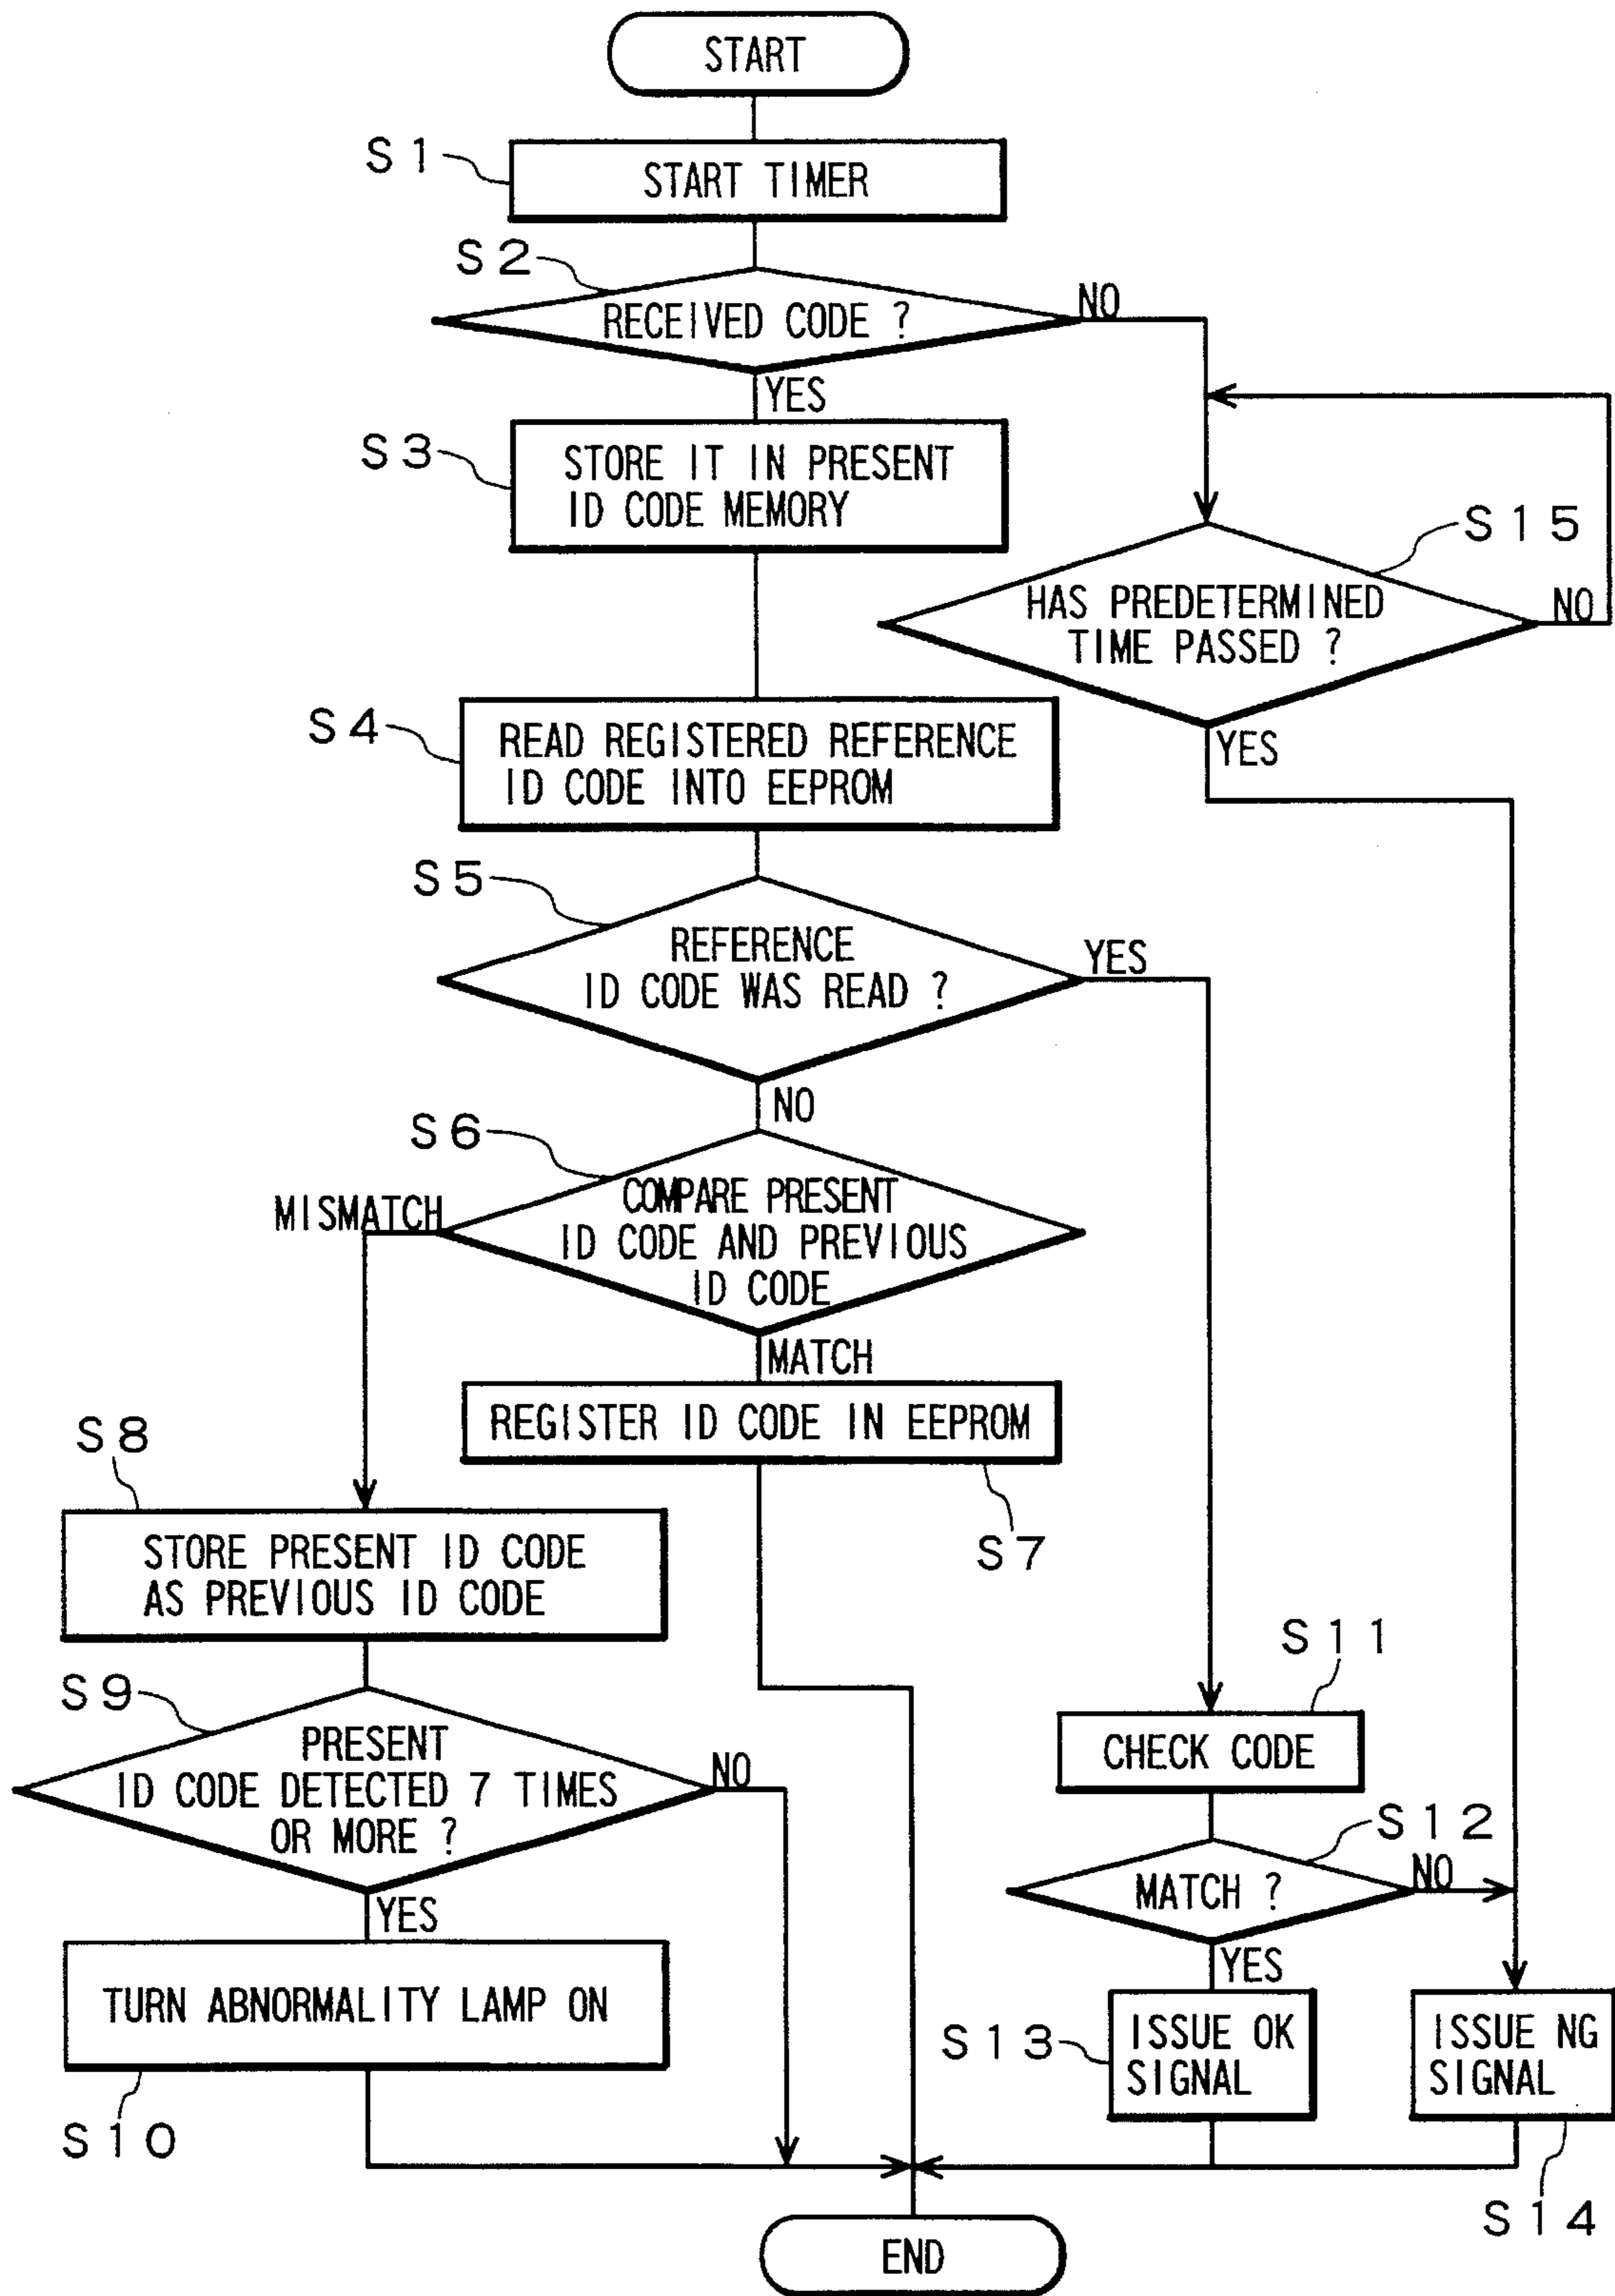 START
S1
START TIMER
S2
RECEIVED CODE ?
NO
YES
S3
STORE IT IN PRESENT
ID CODE MEMORY
S15
HAS PREDETERMINED
TIME PASSED ?
NO
YES
S4
READ REGISTERED REFERENCE
ID CODE INTO EEPROM
S5
REFERENCE
ID CODE WAS READ ?
YES
NO
S6
COMPARE PRESENT
ID CODE AND PREVIOUS
ID CODE
MISMATCH
MATCH
REGISTER ID CODE IN EEPROM
S7
S8
STORE PRESENT ID CODE
AS PREVIOUS ID CODE
S9
PRESENT
ID CODE DETECTED 7 TIMES
OR MORE ?
NO
YES
TURN ABNORMALITY LAMP ON
S10
S11
CHECK CODE
S12
MATCH ?
NO
YES
S13
ISSUE OK
SIGNAL
ISSUE NG
SIGNAL
S14
END